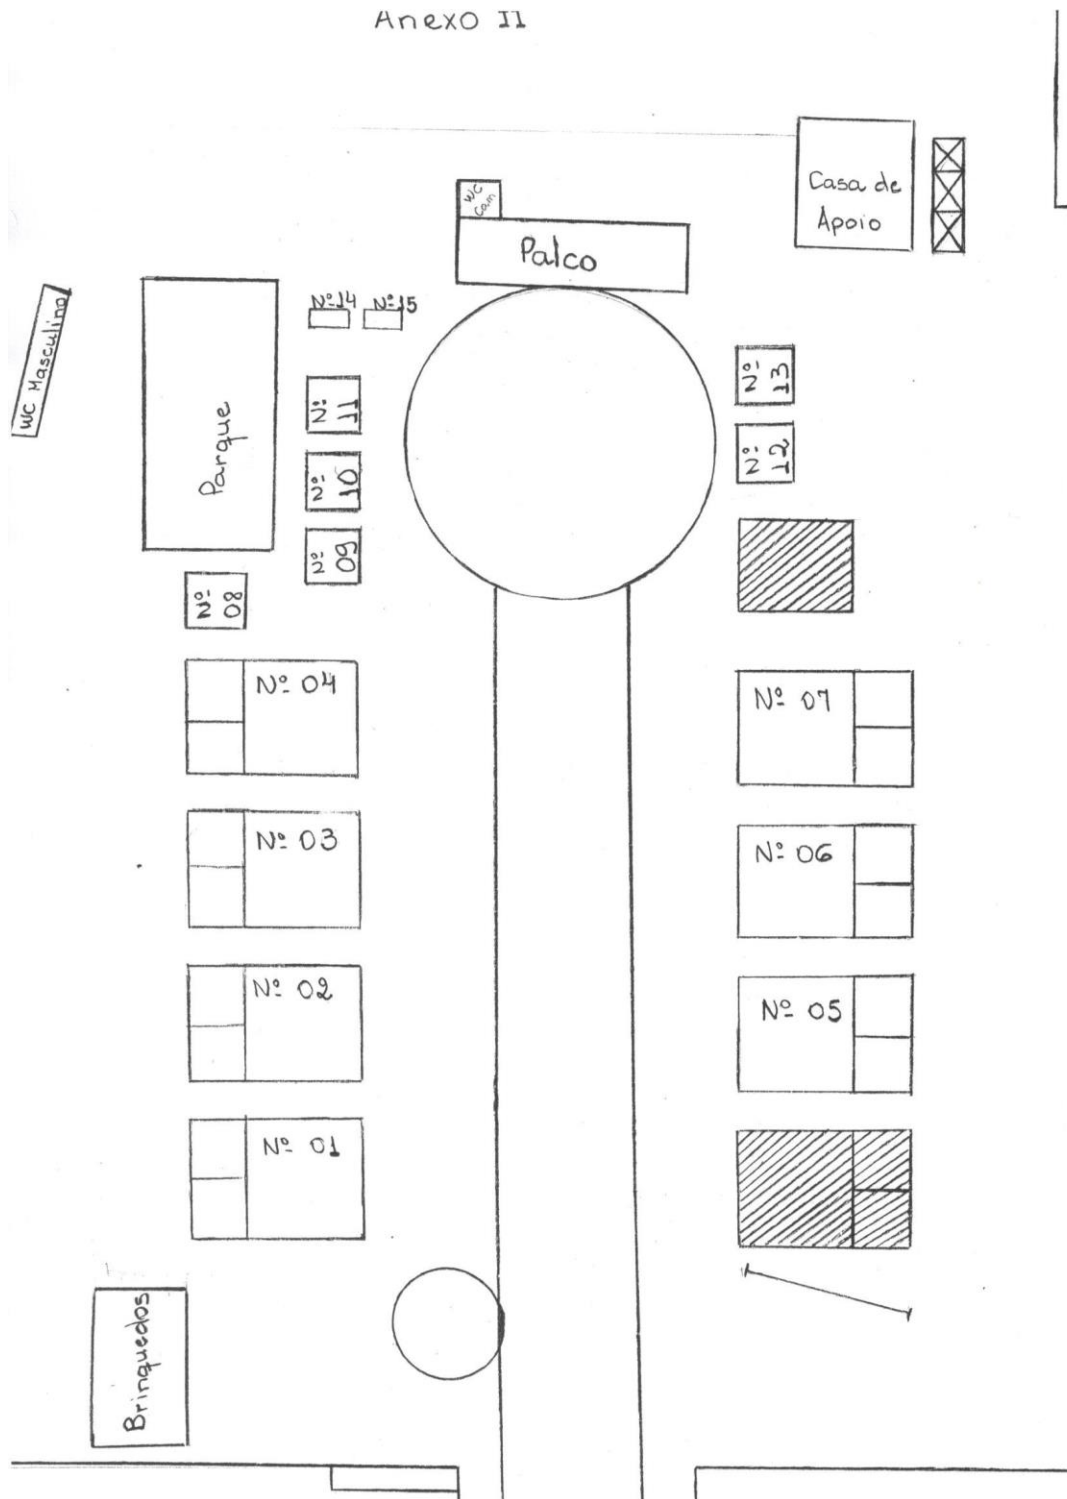 Anexo II
Casa de
Apoio
WC
Cam
Palco
WC Masculino
Nº 14
Nº 15
Parque
Nº 13
Nº 11
Nº 12
Nº 10
Nº 09
Nº 08
Nº 04
Nº 07
Nº 03
Nº 06
Nº 02
Nº 05
Nº 01
Brinquedos